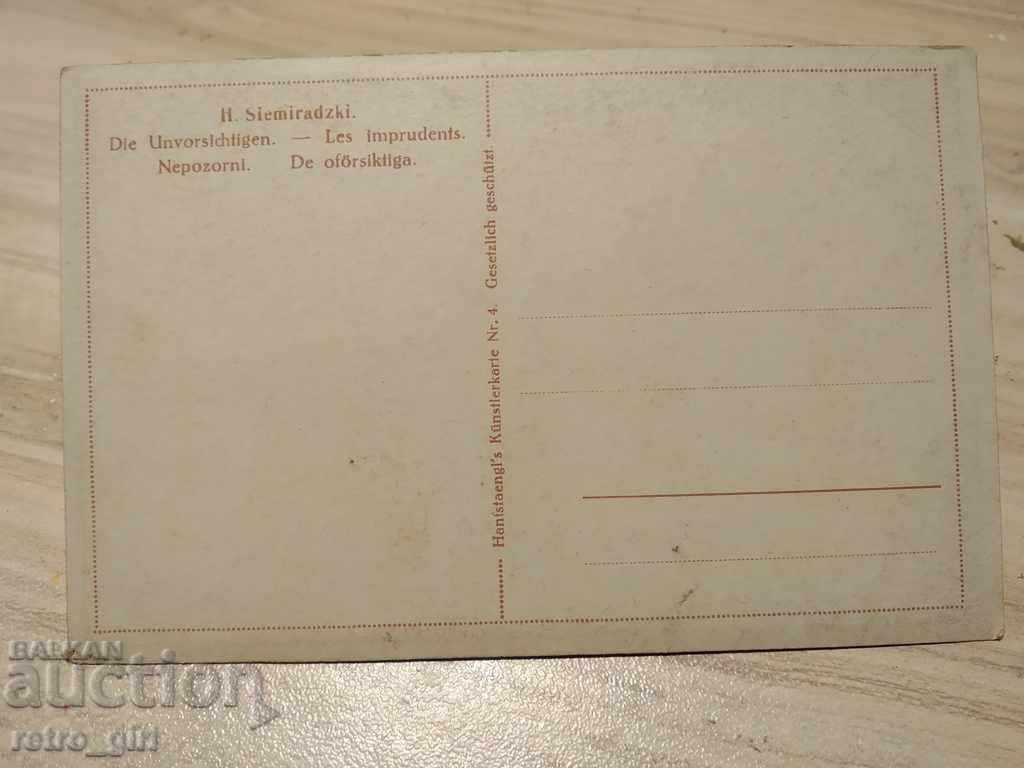 H. Siemiradzki.
Die Unvorsichtigen. — Les imprudents.
Nepozorni. De oförsiktiga.
Hanfstaengl's Künstlerkarte Nr. 4. Gesetzlich geschützt.
BALKAN
auction
retro_girl